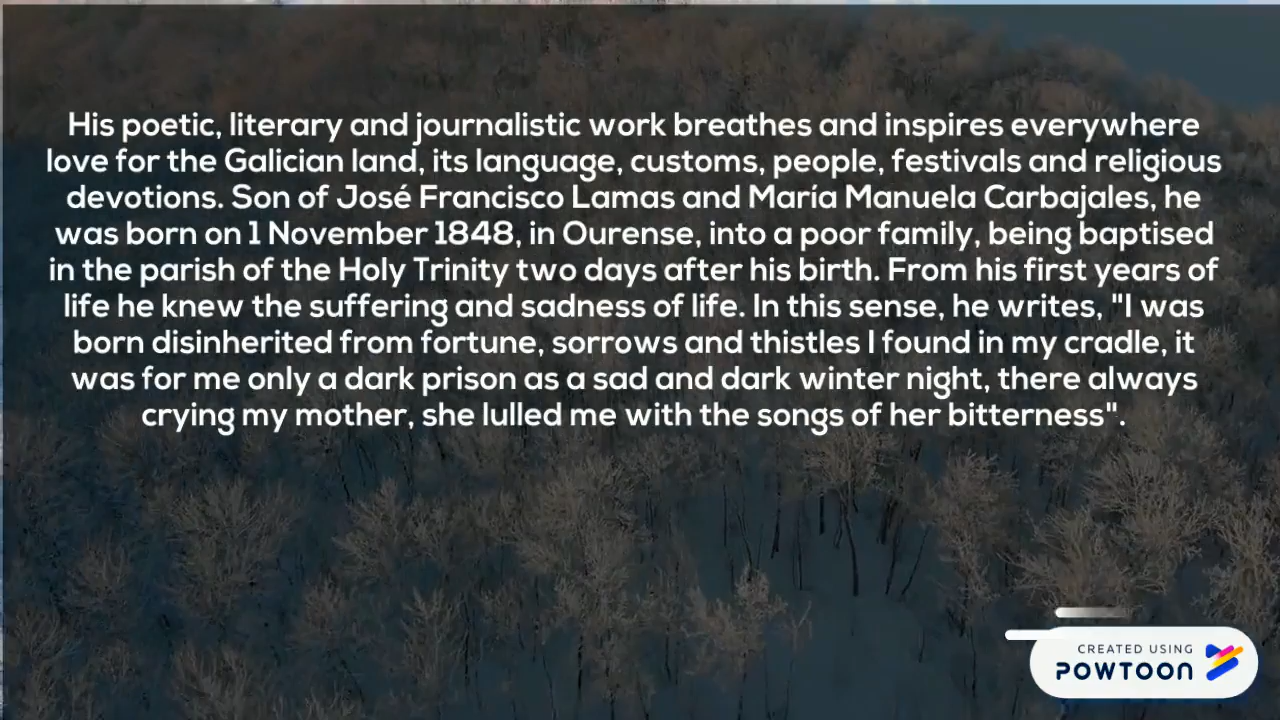 His poetic, literary and journalistic work breathes and inspires everywhere
love for the Galician land, its language, customs, people, festivals and religious
devotions. Son of José Francisco Lamas and María Manuela Carbajales, he
was born on 1 November 1848, in Ourense, into a poor family, being baptised
in the parish of the Holy Trinity two days after his birth. From his first years of
life he knew the suffering and sadness of life. In this sense, he writes, "I was
born disinherited from fortune, sorrows and thistles I found in my cradle, it
was for me only a dark prison as a sad and dark winter night, there always
crying my mother, she lulled me with the songs of her bitterness".
CREATED USING
POWTOON